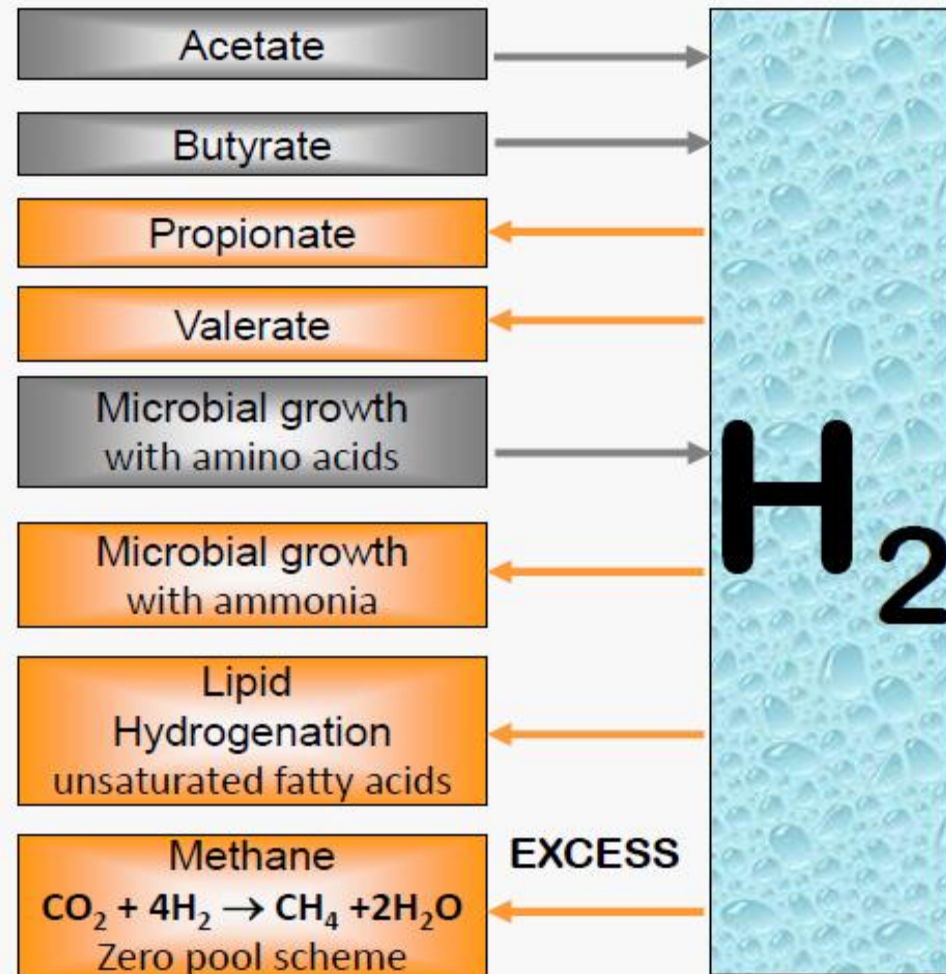 Acetate
Butyrate
Propionate
Valerate
Microbial growth
with amino acids
Microbial growth
with ammonia
Lipid
Hydrogenation
unsaturated fatty acids
Methane
CO₂ + 4H₂ → CH₄ +2H₂O
Zero pool scheme
EXCESS
H₂